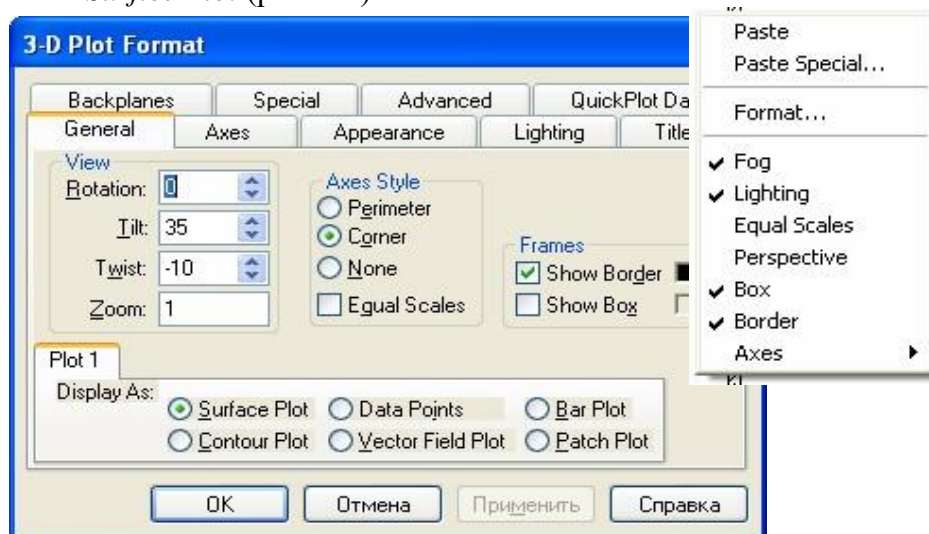 3-D Plot Format
Backplanes Special Advanced QuickPlot Da
General Axes Appearance Lighting Title
View
Rotation: 0
Tilt: 35
Twist: -10
Zoom: 1
Axes Style
Perimeter
Corner
None
Equal Scales
Frames
Show Border
Show Box
Plot 1
Display As:
Surface Plot Data Points Bar Plot
Contour Plot Vector Field Plot Patch Plot
OK Отмена Применить Справка
Paste
Paste Special...
Format...
Fog
Lighting
Equal Scales
Perspective
Box
Border
Axes